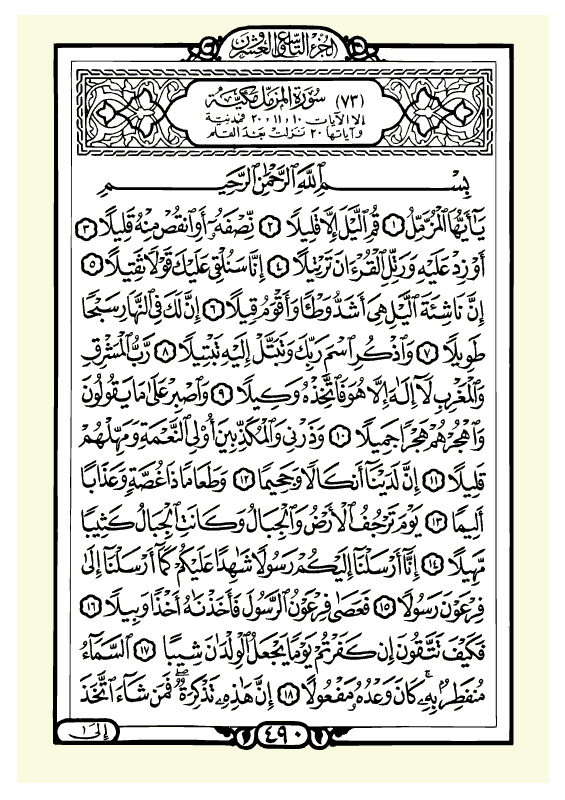 الجزء التاسع والعشرون
(٧٣) سورة المزمل مكية
إلا الآيات ١٠ و ١١ و ٢٠ فمدنية
وآياتها ٢٠ نزلت بعد القلم
بِسْمِ ٱللَّهِ ٱلرَّحْمَٰنِ ٱلرَّحِيمِ
يَٰٓأَيُّهَا ٱلْمُزَّمِّلُ ١ قُمِ ٱلَّيْلَ إِلَّا قَلِيلًا ٢ نِّصْفَهُۥٓ أَوِ ٱنقُصْ مِنْهُ قَلِيلًا ٣
أَوْ زِدْ عَلَيْهِ وَرَتِّلِ ٱلْقُرْءَانَ تَرْتِيلًا ٤ إِنَّا سَنُلْقِى عَلَيْكَ قَوْلًا ثَقِيلًا ٥
إِنَّ نَاشِئَةَ ٱلَّيْلِ هِىَ أَشَدُّ وَطْـًٔا وَأَقْوَمُ قِيلًا ٦ إِنَّ لَكَ فِى ٱلنَّهَارِ سَبْحًا
طَوِيلًا ٧ وَٱذْكُرِ ٱسْمَ رَبِّكَ وَتَبَتَّلْ إِلَيْهِ تَبْتِيلًا ٨ رَّبُّ ٱلْمَشْرِقِ
وَٱلْمَغْرِبِ لَآ إِلَٰهَ إِلَّا هُوَ فَٱتَّخِذْهُ وَكِيلًا ٩ وَٱصْبِرْ عَلَىٰ مَا يَقُولُونَ
وَٱهْجُرْهُمْ هَجْرًا جَمِيلًا ١٠ وَذَرْنِى وَٱلْمُكَذِّبِينَ أُو۟لِى ٱلنَّعْمَةِ وَمَهِّلْهُمْ
قَلِيلًا ١١ إِنَّ لَدَيْنَآ أَنكَالًا وَجَحِيمًا ١٢ وَطَعَامًا ذَا غُصَّةٍ وَعَذَابًا
أَلِيمًا ١٣ يَوْمَ تَرْجُفُ ٱلْأَرْضُ وَٱلْجِبَالُ وَكَانَتِ ٱلْجِبَالُ كَثِيبًا
مَّهِيلًا ١٤ إِنَّآ أَرْسَلْنَآ إِلَيْكُمْ رَسُولًا شَٰهِدًا عَلَيْكُمْ كَمَآ أَرْسَلْنَآ إِلَىٰ
فِرْعَوْنَ رَسُولًا ١٥ فَعَصَىٰ فِرْعَوْنُ ٱلرَّسُولَ فَأَخَذْنَٰهُ أَخْذًا وَبِيلًا ١٦
فَكَيْفَ تَتَّقُونَ إِن كَفَرْتُمْ يَوْمًا يَجْعَلُ ٱلْوِلْدَٰنَ شِيبًا ١٧ ٱلسَّمَآءُ
مُنفَطِرٌۢ بِهِۦ ۚ كَانَ وَعْدُهُۥ مَفْعُولًا ١٨ إِنَّ هَٰذِهِۦ تَذْكِرَةٌ ۖ فَمَن شَآءَ ٱتَّخَذَ
إِلَىٰ
٤٩٠